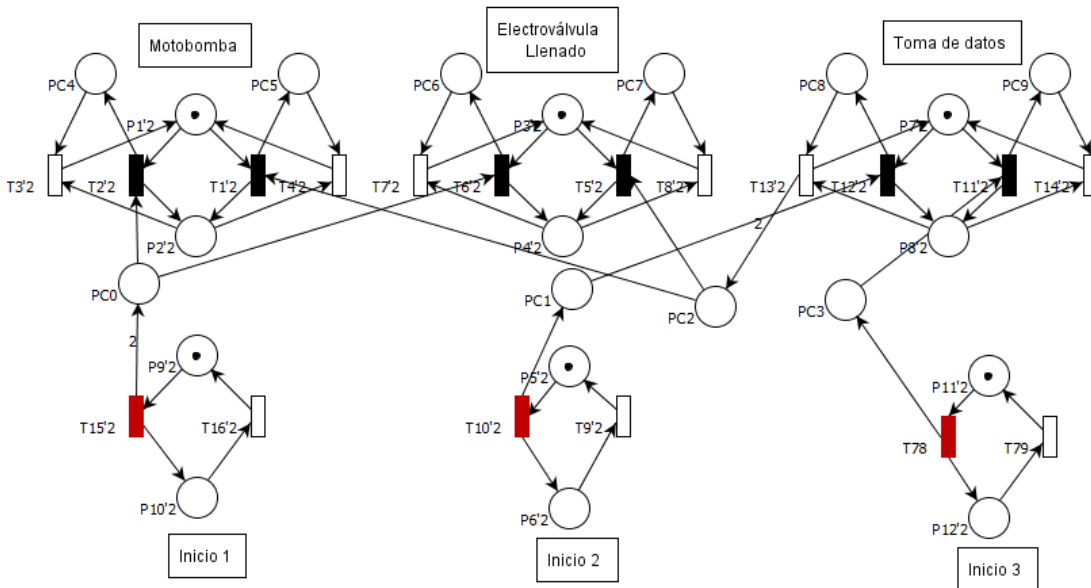 Motobomba
Electroválvula
Llenado
Toma de datos
PC4
PC5
PC6
PC7
PC8
PC9
P1'2
P3'2
P7'2
T3'2
T2'2
T1'2
T4'2
T7'2
T6'2
T5'2
T8'2
T13'2
T12'2
T11'2
T14'2
P2'2
P4'2
P8'2
2
PC0
PC1
PC2
PC3
2
P9'2
P5'2
P11'2
T15'2
T16'2
T10'2
T9'2
T78
T79
P10'2
P6'2
P12'2
Inicio 1
Inicio 2
Inicio 3